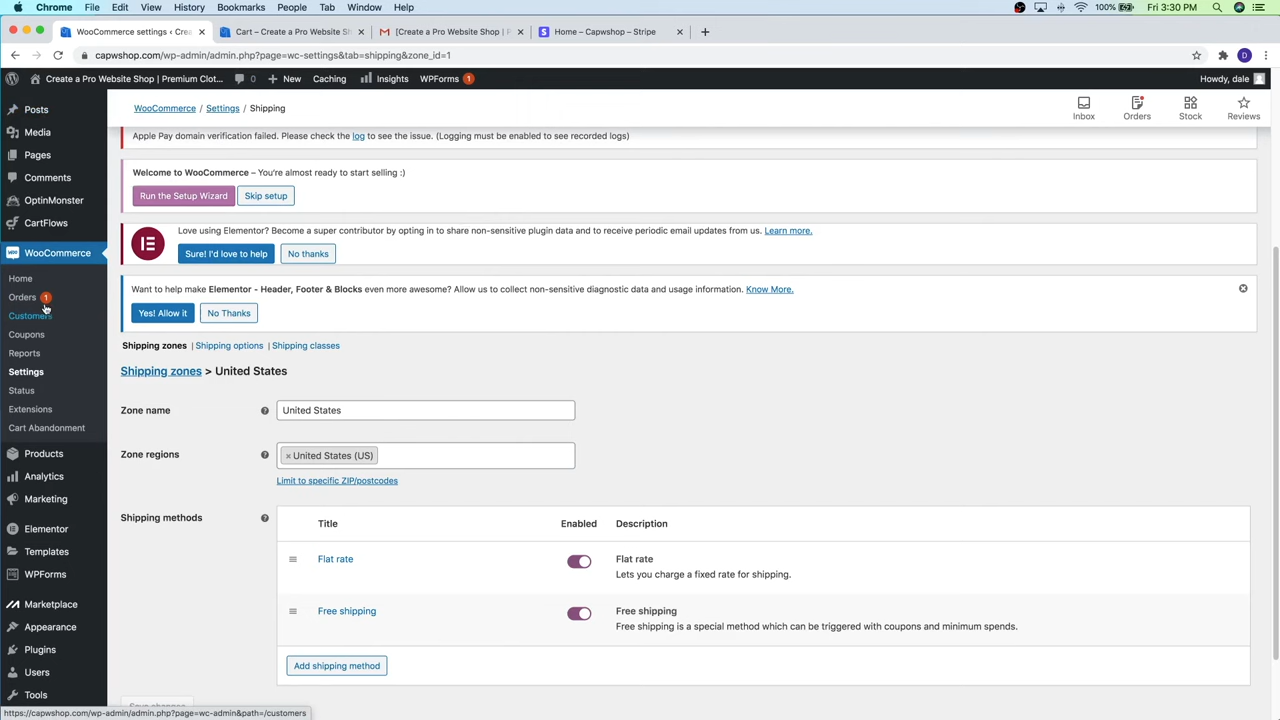 Chrome File Edit View History Bookmarks People Tab Window Help 100% Fri 3:30 PM
WooCommerce settings ‹ Cre Cart – Create a Pro Website Sh [Create a Pro Website Shop | Home – Capwshop – Stripe
capwshop.com/wp-admin/admin.php?page=wc-settings&tab=shipping&zone_id=1 D
Create a Pro Website Shop | Premium Clot... 0 New Caching Insights WPForms 1 Howdy, dale
Posts
Media
Pages
Comments
OptinMonster
CartFlows
WooCommerce
Home
Orders 1
Customers
Coupons
Reports
Settings
Status
Extensions
Cart Abandonment
Products
Analytics
Marketing
Elementor
Templates
WPForms
Marketplace
Appearance
Plugins
Users
Tools
WooCommerce / Settings / Shipping
Inbox Orders Stock Reviews
Apple Pay domain verification failed. Please check the log to see the issue. (Logging must be enabled to see recorded logs)
Welcome to WooCommerce – You're almost ready to start selling :)
Run the Setup Wizard Skip setup
Love using Elementor? Become a super contributor by opting in to share non-sensitive plugin data and to receive periodic email updates from us. Learn more.
Sure! I'd love to help No thanks
Want to help make Elementor - Header, Footer & Blocks even more awesome? Allow us to collect non-sensitive diagnostic data and usage information. Know More.
Yes! Allow it No Thanks
Shipping zones | Shipping options | Shipping classes
Shipping zones > United States
Zone name ? United States
Zone regions ? × United States (US)
Limit to specific ZIP/postcodes
Shipping methods ? Title Enabled Description
Flat rate Flat rate
Lets you charge a fixed rate for shipping.
Free shipping Free shipping
Free shipping is a special method which can be triggered with coupons and minimum spends.
Add shipping method
Save changes
https://capwshop.com/wp-admin/admin.php?page=wc-admin&path=/customers